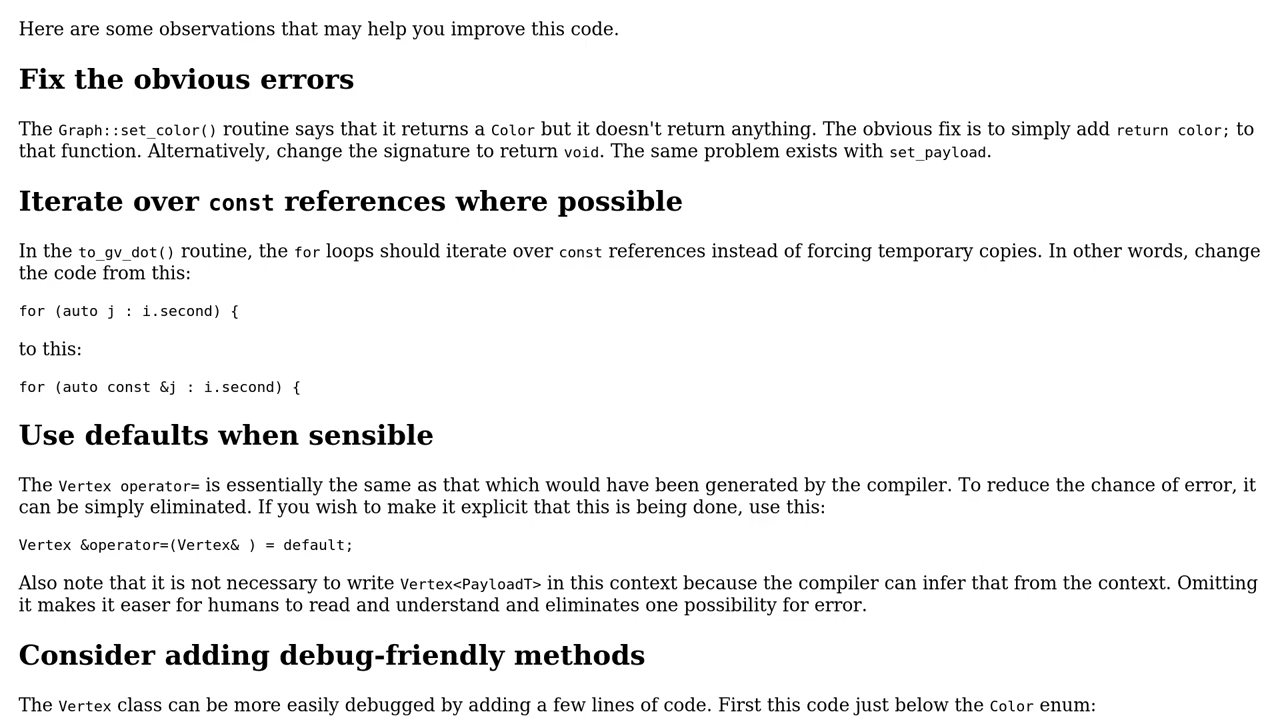 Here are some observations that may help you improve this code.
Fix the obvious errors
The Graph::set_color() routine says that it returns a Color but it doesn't return anything. The obvious fix is to simply add return color; to
that function. Alternatively, change the signature to return void. The same problem exists with set_payload.
Iterate over const references where possible
In the to_gv_dot() routine, the for loops should iterate over const references instead of forcing temporary copies. In other words, change
the code from this:
for (auto j : i.second) {
to this:
for (auto const &j : i.second) {
Use defaults when sensible
The Vertex operator= is essentially the same as that which would have been generated by the compiler. To reduce the chance of error, it
can be simply eliminated. If you wish to make it explicit that this is being done, use this:
Vertex &operator=(Vertex& ) = default;
Also note that it is not necessary to write Vertex<PayloadT> in this context because the compiler can infer that from the context. Omitting
it makes it easer for humans to read and understand and eliminates one possibility for error.
Consider adding debug-friendly methods
The Vertex class can be more easily debugged by adding a few lines of code. First this code just below the Color enum: